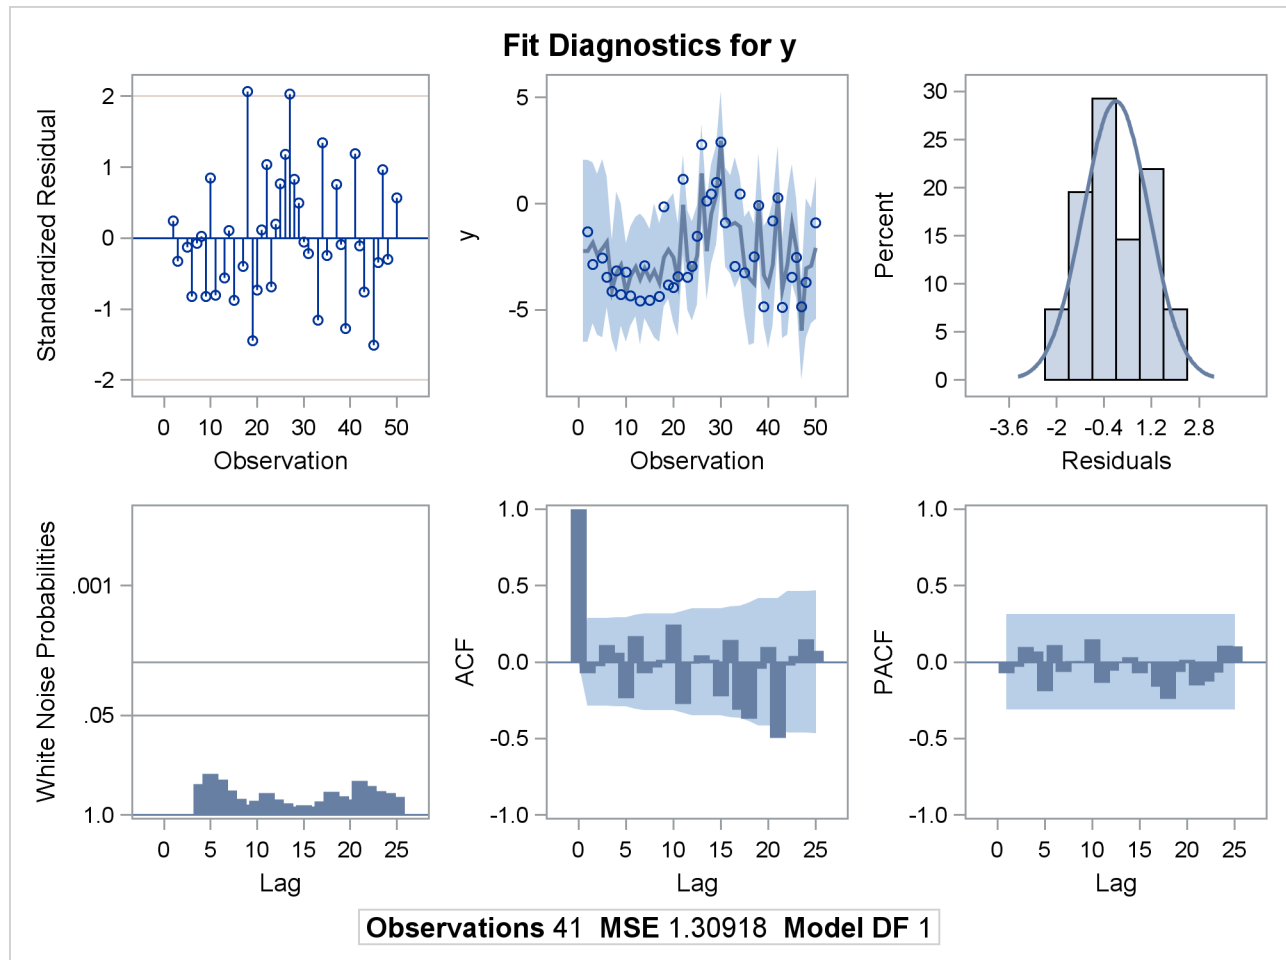 Fit Diagnostics for y
Standardized Residual
2
1
0
-1
-2
0 10 20 30 40 50
Observation
y
5
0
-5
0 10 20 30 40 50
Observation
Percent
30
25
20
15
10
5
0
-3.6 -2 -0.4 1.2 2.8
Residuals
White Noise Probabilities
.001
.05
1.0
0 5 10 15 20 25
Lag
ACF
1.0
0.5
0.0
-0.5
-1.0
0 5 10 15 20 25
Lag
PACF
1.0
0.5
0.0
-0.5
-1.0
0 5 10 15 20 25
Lag
Observations 41 MSE 1.30918 Model DF 1